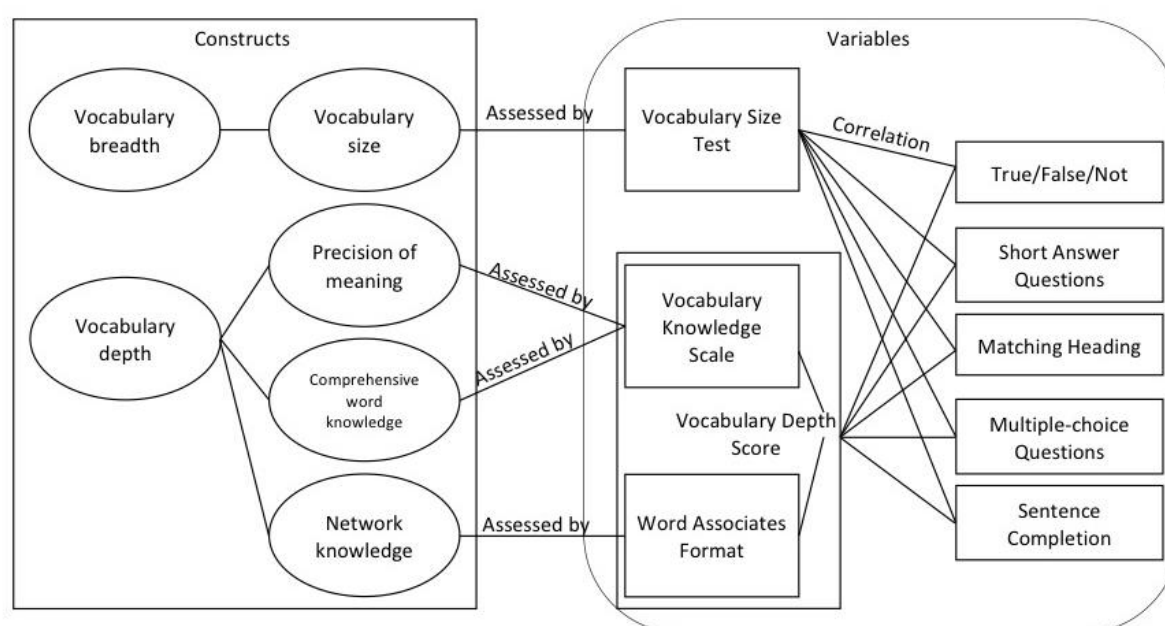 Constructs
Variables
Vocabulary
breadth
Vocabulary
size
Assessed by
Vocabulary Size
Test
Correlation
True/False/Not
Short Answer
Questions
Matching Heading
Multiple-choice
Questions
Sentence
Completion
Vocabulary
depth
Precision of
meaning
Assessed by
Comprehensive
word
knowledge
Assessed by
Network
knowledge
Assessed by
Vocabulary
Knowledge
Scale
Vocabulary Depth
Score
Word Associates
Format